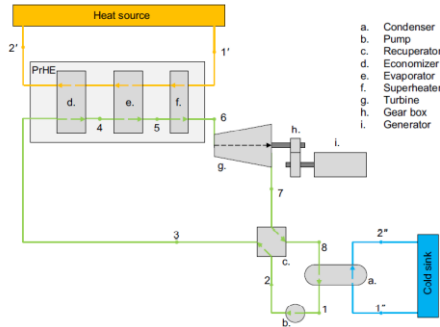 Heat source
2'
1'
PrHE
d.
e.
f.
4
5
6
g.
h.
i.
7
3
c.
8
2
2"
a.
b.
1
1"
Cold sink
a. Condenser
b. Pump
c. Recuperator
d. Economizer
e. Evaporator
f. Superheater
g. Turbine
h. Gear box
i. Generator